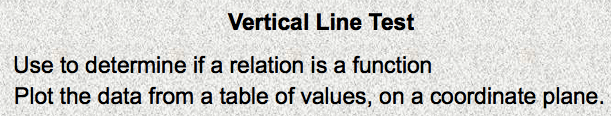 Vertical Line Test
Use to determine if a relation is a function
Plot the data from a table of values, on a coordinate plane.